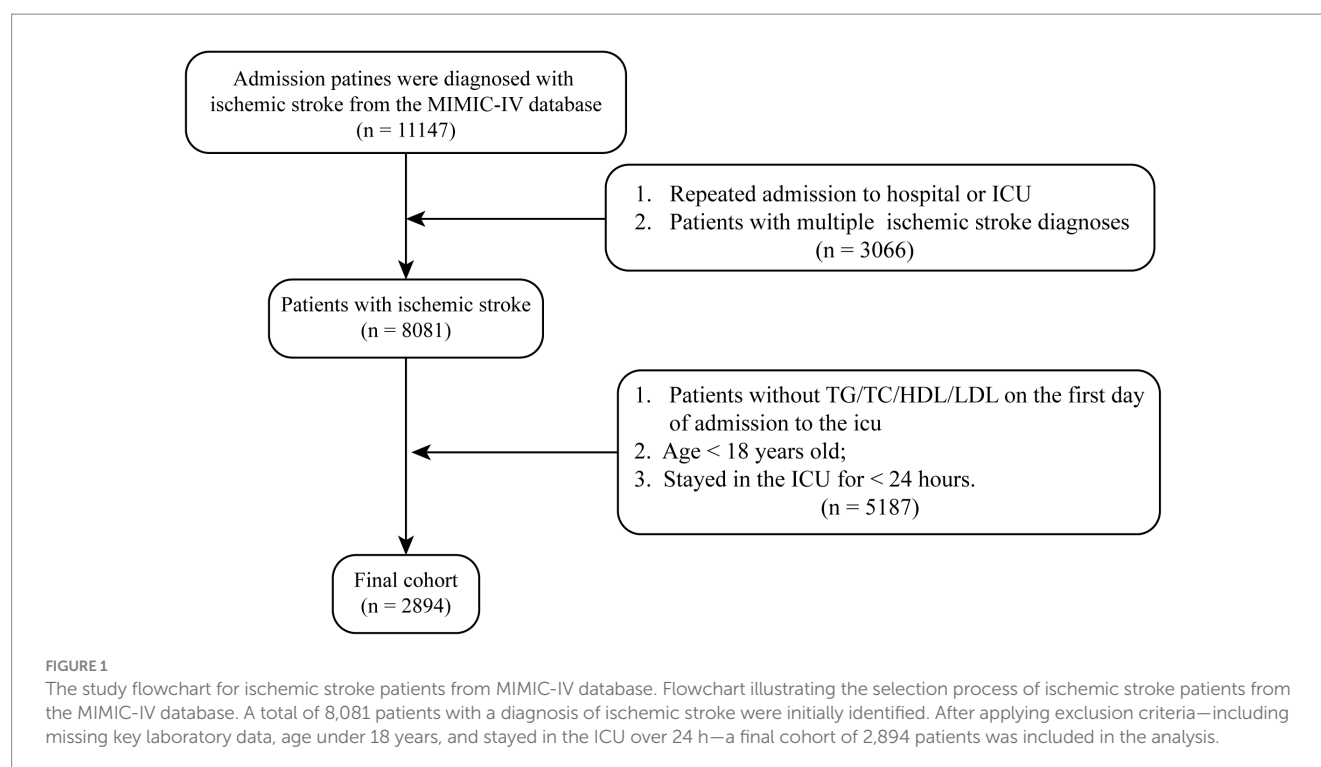 Admission patines were diagnosed with
ischemic stroke from the MIMIC-IV database
(n = 11147)
1. Repeated admission to hospital or ICU
2. Patients with multiple ischemic stroke diagnoses
(n = 3066)
Patients with ischemic stroke
(n = 8081)
1. Patients without TG/TC/HDL/LDL on the first day
of admission to the icu
2. Age < 18 years old;
3. Stayed in the ICU for < 24 hours.
(n = 5187)
Final cohort
(n = 2894)
FIGURE 1
The study flowchart for ischemic stroke patients from MIMIC-IV database. Flowchart illustrating the selection process of ischemic stroke patients from
the MIMIC-IV database. A total of 8,081 patients with a diagnosis of ischemic stroke were initially identified. After applying exclusion criteria—including
missing key laboratory data, age under 18 years, and stayed in the ICU over 24 h—a final cohort of 2,894 patients was included in the analysis.